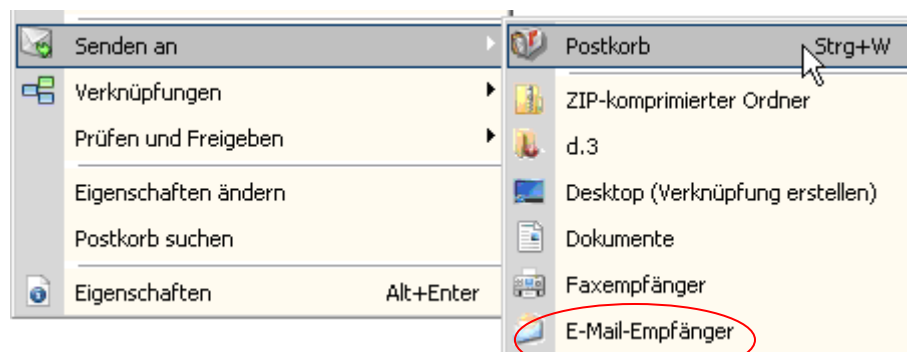 Senden an
Verknüpfungen
Prüfen und Freigeben
Eigenschaften ändern
Postkorb suchen
Eigenschaften Alt+Enter
Postkorb Strg+W
ZIP-komprimierter Ordner
d.3
Desktop (Verknüpfung erstellen)
Dokumente
Faxempfänger
E-Mail-Empfänger